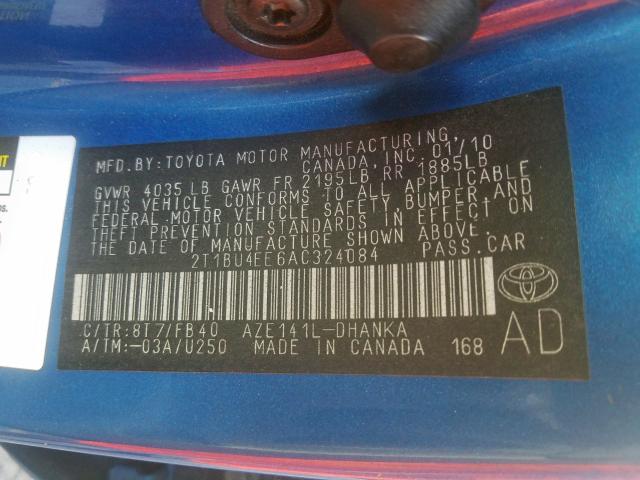 MFD. BY: TOYOTA MOTOR MANUFACTURING,
CANADA, INC. 01/10
GVWR 4035 LB GAWR FR 2195LB RR 1885LB
THIS VEHICLE CONFORMS TO ALL APPLICABLE
FEDERAL MOTOR VEHICLE SAFETY BUMPER, AND
THEFT PREVENTION STANDARDS IN EFFECT ON
THE DATE OF MANUFACTURE SHOWN ABOVE.
2T1BU4EE6AC324084 PASS. CAR
C/TR:8T7/FB40 AZE141L-DHANKA
A/TM:-03A/U250 MADE IN CANADA 168
AD